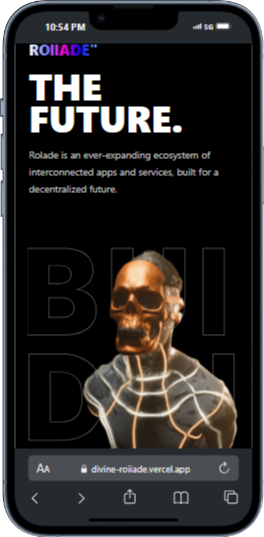 10:54 PM
5G
ROIIADE
THE
FUTURE.
Rolade is an ever-expanding ecosystem of
interconnected apps and services, built for a
decentralized future.
BUI
D
AA
divine-roiiade.vercel.app